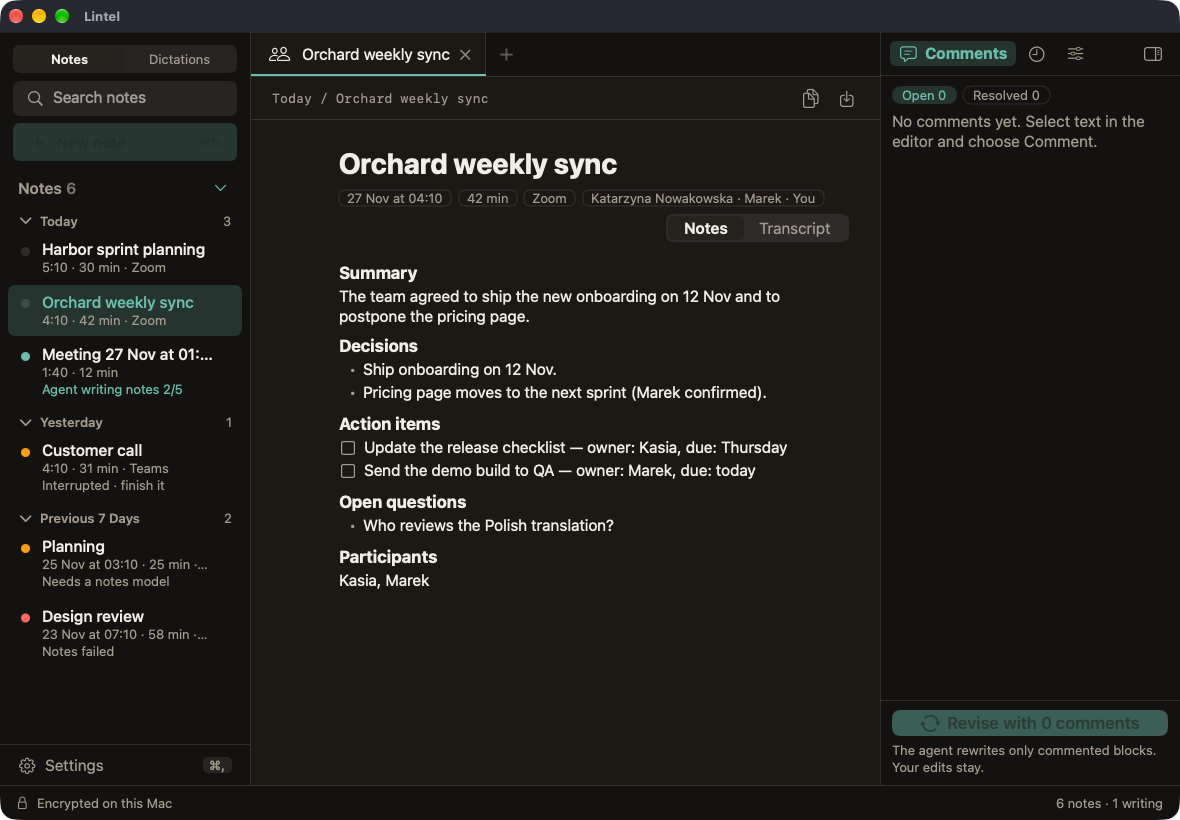 Lintel
Notes
Dictations
Search notes
+ New note ⌘N
Notes 6
Today 3
Harbor sprint planning
5:10 · 30 min · Zoom
Orchard weekly sync
4:10 · 42 min · Zoom
Meeting 27 Nov at 01:...
1:40 · 12 min
Agent writing notes 2/5
Yesterday 1
Customer call
4:10 · 31 min · Teams
Interrupted · finish it
Previous 7 Days 2
Planning
25 Nov at 03:10 · 25 min ·...
Needs a notes model
Design review
23 Nov at 07:10 · 58 min ·...
Notes failed
Settings ⌘,
Orchard weekly sync
Today / Orchard weekly sync
Orchard weekly sync
27 Nov at 04:10 42 min Zoom Katarzyna Nowakowska · Marek · You
Notes Transcript
Summary
The team agreed to ship the new onboarding on 12 Nov and to
postpone the pricing page.
Decisions
• Ship onboarding on 12 Nov.
• Pricing page moves to the next sprint (Marek confirmed).
Action items
Update the release checklist — owner: Kasia, due: Thursday
Send the demo build to QA — owner: Marek, due: today
Open questions
• Who reviews the Polish translation?
Participants
Kasia, Marek
Comments
Open 0 Resolved 0
No comments yet. Select text in the
editor and choose Comment.
Revise with 0 comments
The agent rewrites only commented blocks.
Your edits stay.
Encrypted on this Mac
6 notes · 1 writing